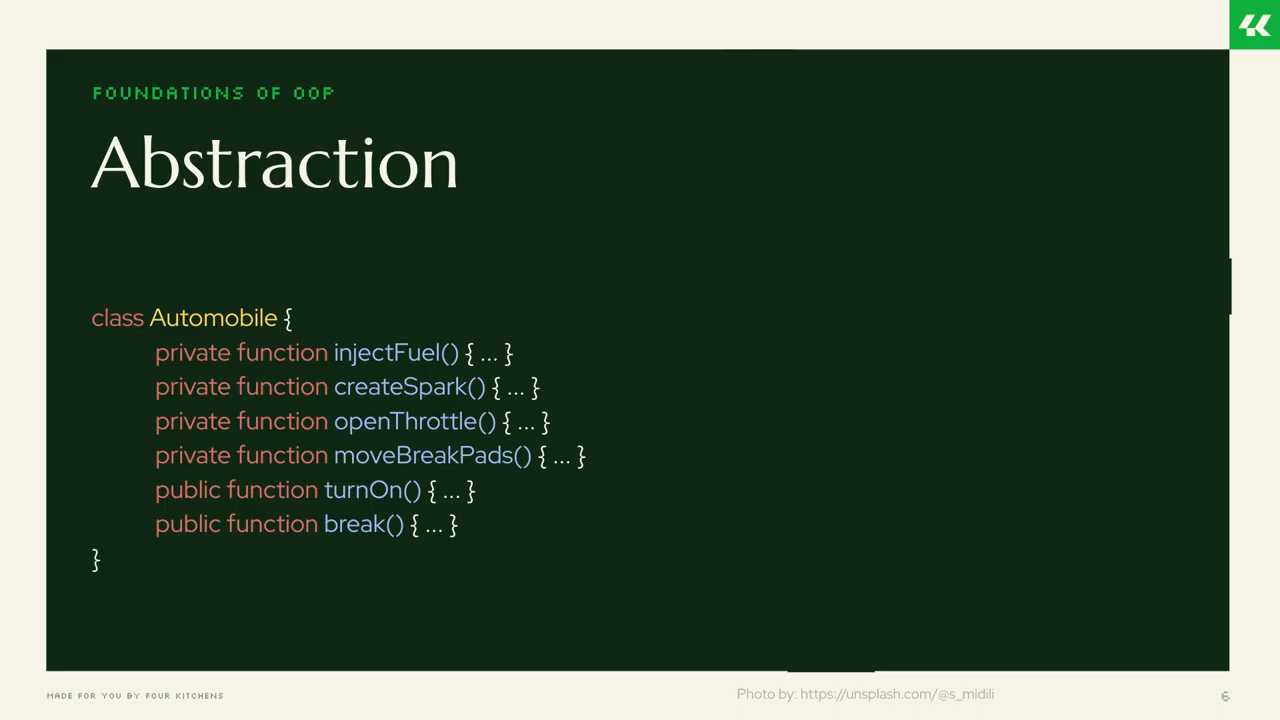 FOUNDATIONS OF OOP
Abstraction
class Automobile {
private function injectFuel() { ... }
private function createSpark() { ... }
private function openThrottle() { ... }
private function moveBreakPads() { ... }
public function turnOn() { ... }
public function break() { ... }
}
MADE FOR YOU BY FOUR KITCHENS
Photo by: https://unsplash.com/@s_midili
6